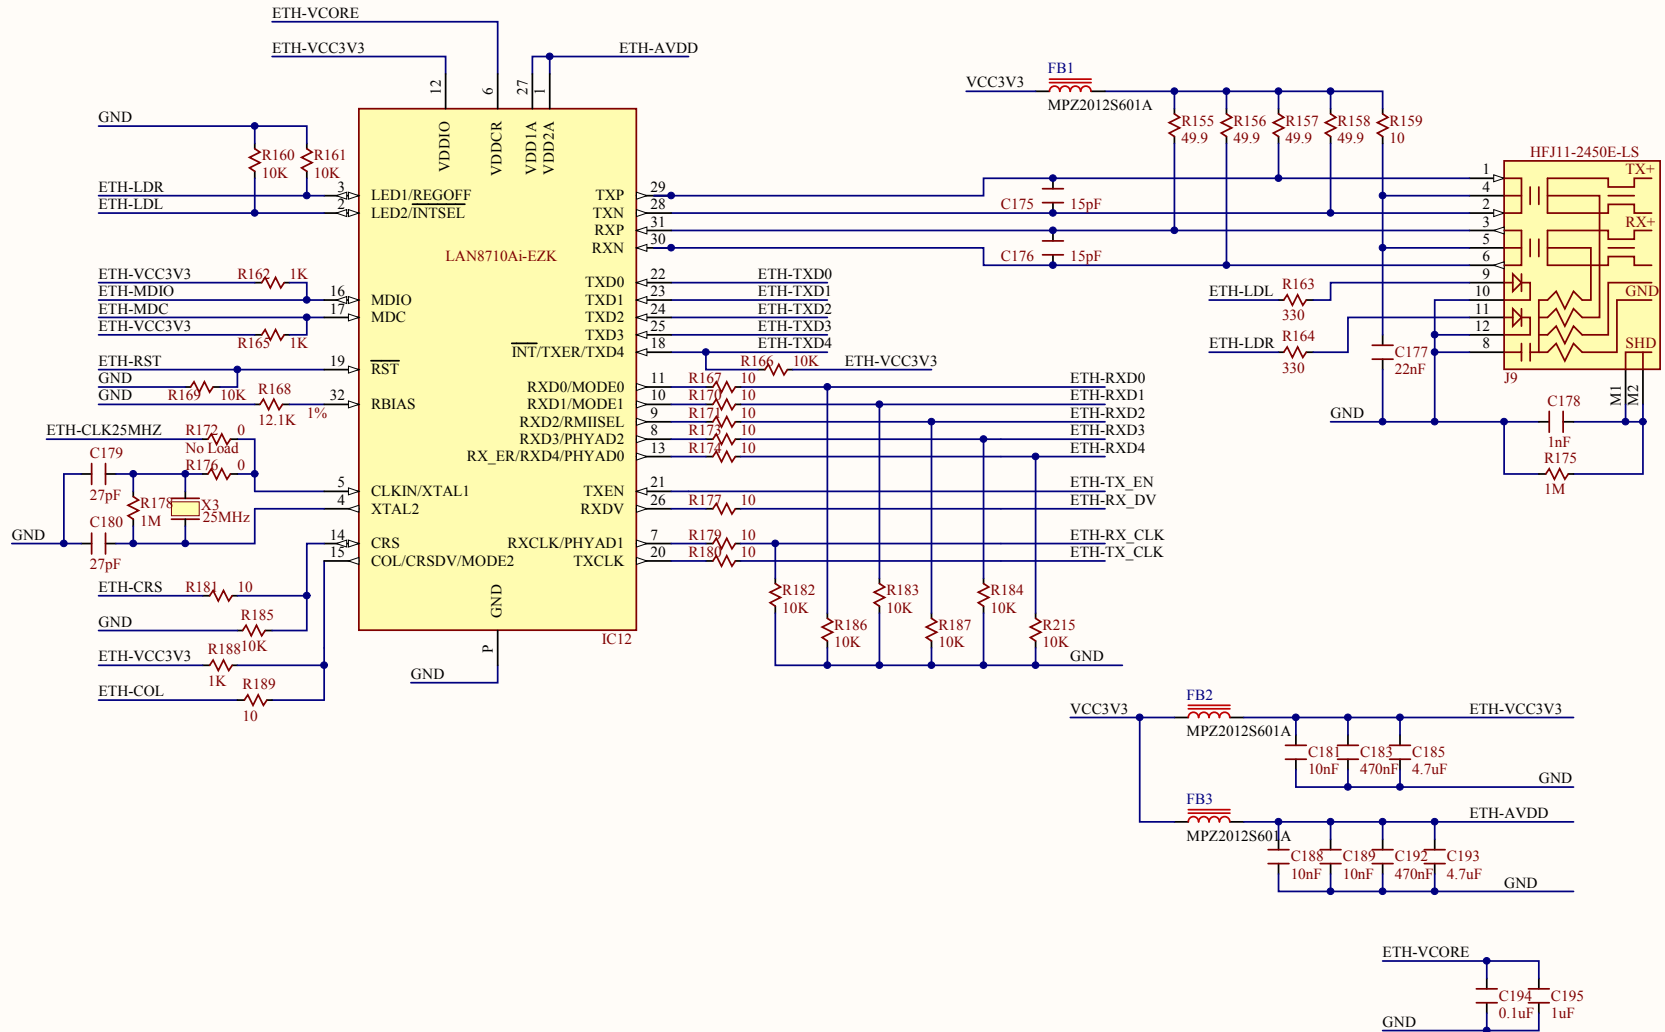 ETH-VCORE
ETH-VCC3V3
ETH-AVDD
12
6
27
1
VDDIO
VDDCR
VDD1A
VDD2A
GND
R160
10K
R161
10K
ETH-LDR
3
LED1/REGOFF
ETH-LDL
2
LED2/INTSEL
LAN8710Ai-EZK
ETH-VCC3V3
R162
1K
ETH-MDIO
16
MDIO
ETH-MDC
17
MDC
ETH-VCC3V3
R165
1K
ETH-RST
19
RST
GND
R169
10K
GND
R168
12.1K
1%
32
RBIAS
ETH-CLK25MHZ
R172
0
No Load
C179
27pF
R176
0
R178
1M
X3
25MHz
5
CLKIN/XTAL1
4
XTAL2
C180
27pF
GND
14
CRS
15
COL/CRSDV/MODE2
ETH-CRS
R181
10
GND
R185
10K
ETH-VCC3V3
R188
1K
ETH-COL
R189
10
GND
P
GND
IC12
TXP
29
TXN
28
RXP
31
RXN
30
TXD0
22
ETH-TXD0
TXD1
23
ETH-TXD1
TXD2
24
ETH-TXD2
TXD3
25
ETH-TXD3
INT/TXER/TXD4
18
ETH-TXD4
R166
10K
ETH-VCC3V3
RXD0/MODE0
11
R167
10
ETH-RXD0
RXD1/MODE1
10
R170
10
ETH-RXD1
RXD2/RMIISEL
9
R171
10
ETH-RXD2
RXD3/PHYAD2
8
R173
10
ETH-RXD3
RX_ER/RXD4/PHYAD0
13
R174
10
ETH-RXD4
TXEN
21
ETH-TX_EN
RXDV
26
R177
10
ETH-RX_DV
RXCLK/PHYAD1
7
R179
10
ETH-RX_CLK
TXCLK
20
R180
10
ETH-TX_CLK
R182
10K
R183
10K
R184
10K
R186
10K
R187
10K
R215
10K
GND
VCC3V3
FB1
MPZ2012S601A
R155
49.9
R156
49.9
R157
49.9
R158
49.9
R159
10
C175
15pF
C176
15pF
HFJ11-2450E-LS
1
TX+
4
2
3
RX+
5
6
9
10
GND
11
12
8
SHD
J9
M1
M2
ETH-LDL
R163
330
ETH-LDR
R164
330
C177
22nF
GND
C178
1nF
R175
1M
VCC3V3
FB2
MPZ2012S601A
ETH-VCC3V3
C181
10nF
C183
470nF
C185
4.7uF
GND
FB3
MPZ2012S601A
ETH-AVDD
C188
10nF
C189
10nF
C192
470nF
C193
4.7uF
GND
ETH-VCORE
C194
0.1uF
C195
1uF
GND